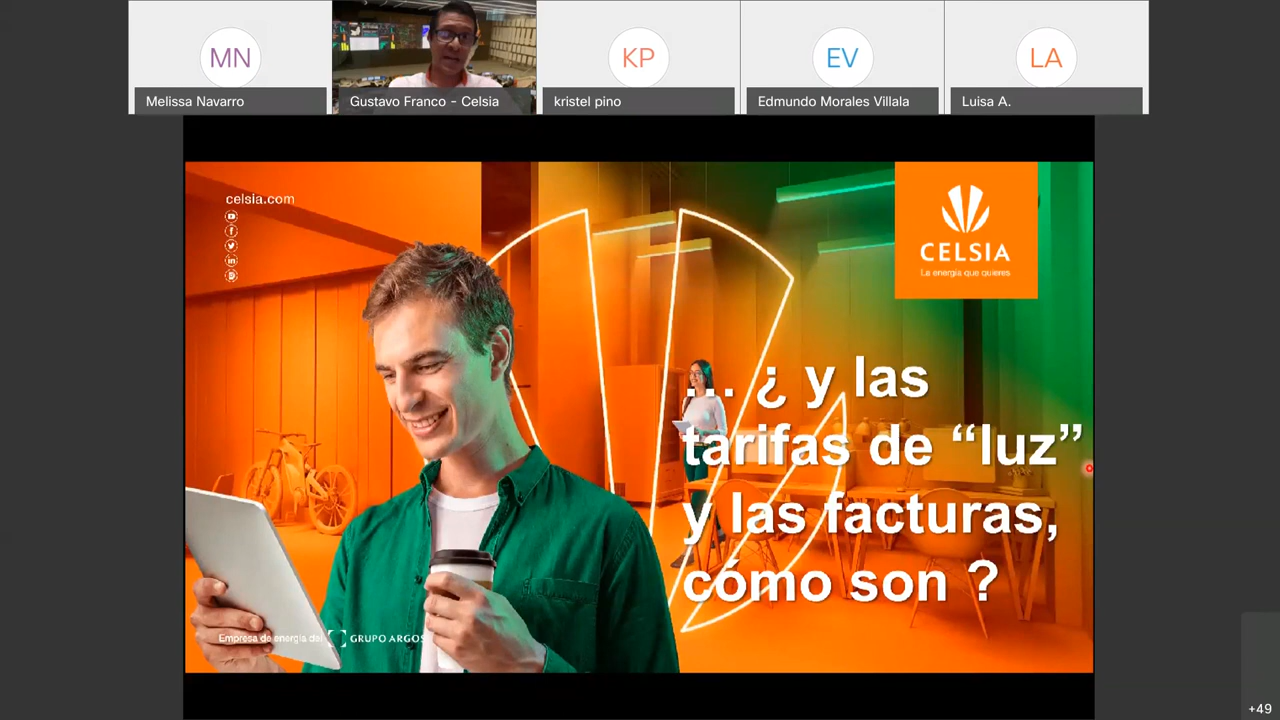 MN
Melissa Navarro
Gustavo Franco - Celsia
KP
kristel pino
EV
Edmundo Morales Villala
LA
Luisa A.
celsia.com
CELSIA
La energía que quieres
... ¿ y las
tarifas de “luz”
y las facturas,
cómo son ?
Empresa de energía del GRUPO ARGOS
+49